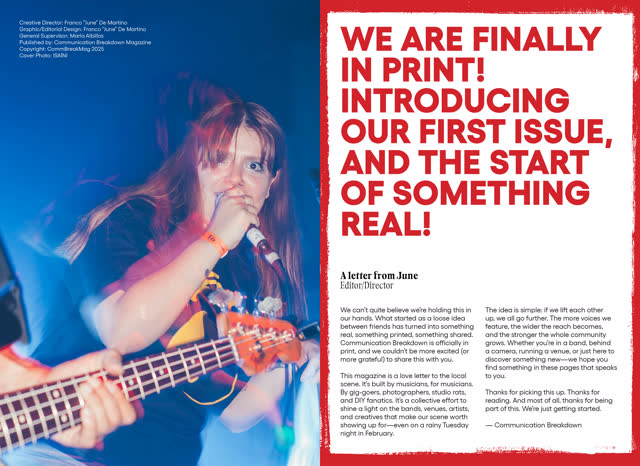 Creative Director: Franco "June" De Martino
Graphic/Editorial Design: Franco "June" De Martino
General Supervisor: Maria Albillos
Published by: Communication Breakdown Magazine
Copyright: CommBreakMag 2025
Cover Photo: ISAÍNI
WE ARE FINALLY
IN PRINT!
INTRODUCING
OUR FIRST ISSUE,
AND THE START
OF SOMETHING
REAL!
A letter from June
Editor/Director
We can't quite believe we're holding this in
our hands. What started as a loose idea
between friends has turned into something
real, something printed, something shared.
Communication Breakdown is officially in
print, and we couldn't be more excited (or
more grateful) to share this with you.
This magazine is a love letter to the local
scene. It's built by musicians, for musicians.
By gig-goers, photographers, studio rats,
and DIY fanatics. It's a collective effort to
shine a light on the bands, venues, artists,
and creatives that make our scene worth
showing up for—even on a rainy Tuesday
night in February.
The idea is simple: if we lift each other
up, we all go further. The more voices we
feature, the wider the reach becomes,
and the stronger the whole community
grows. Whether you're in a band, behind
a camera, running a venue, or just here to
discover something new—we hope you
find something in these pages that speaks
to you.
Thanks for picking this up. Thanks for
reading. And most of all, thanks for being
part of this. We're just getting started.
— Communication Breakdown